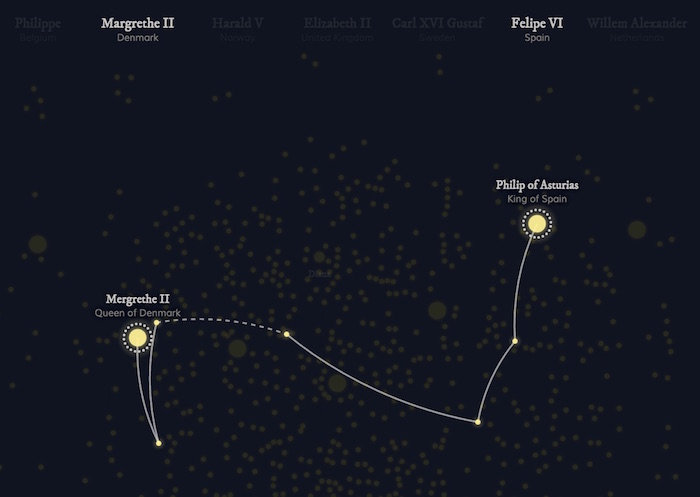 Philippe
Belgium
Margrethe II
Denmark
Harald V
Norway
Elizabeth II
United Kingdom
Carl XVI Gustaf
Sweden
Felipe VI
Spain
Willem Alexander
Netherlands
Philip of Asturias
King of Spain
Mergrethe II
Queen of Denmark